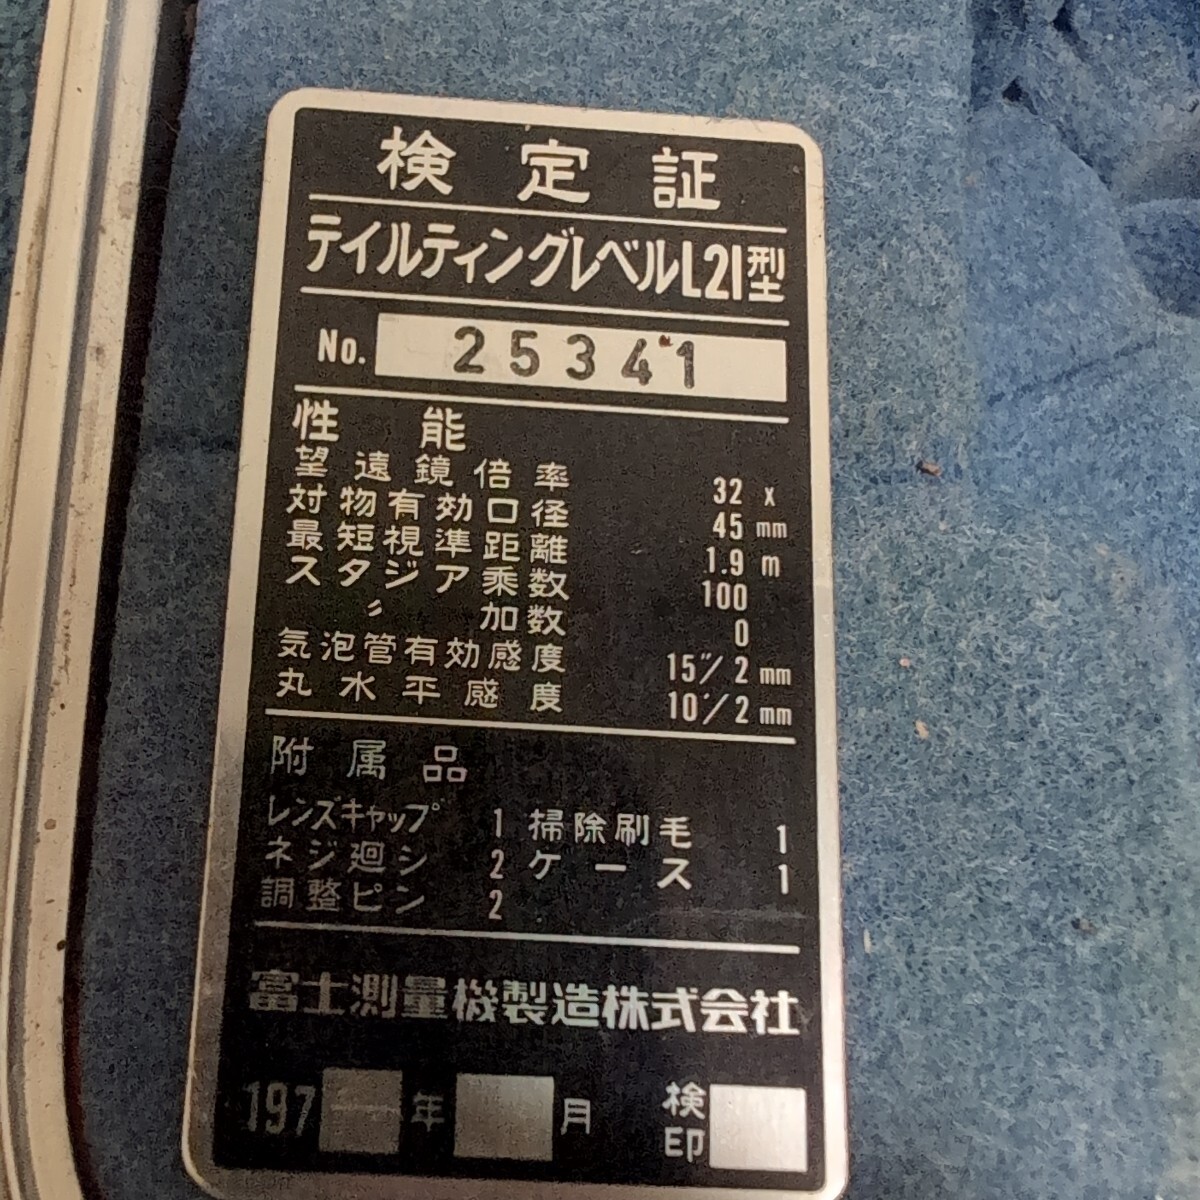 検定証
テイルティングレベルL21型
No. 25341
性能
望遠鏡倍率 32 x
対物有効口径 45 mm
最短視準距離 1.9 m
スタジア乗数 100
〃 加数 0
気泡管有効感度 15″/2 mm
丸水平感度 10′/2 mm
附属品
レンズキャップ 1 掃除刷毛 1
ネジ廻シ 2 ケース 1
調整ピン 2
富士測量機製造株式会社
197 年 月 検印